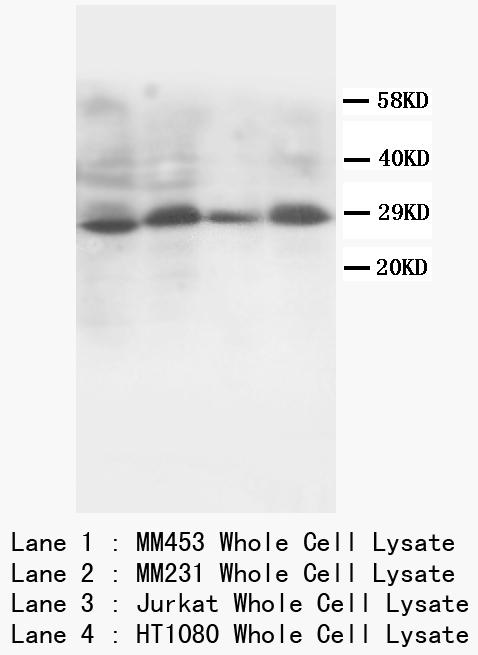 58KD
40KD
29KD
20KD
Lane 1 : MM453 Whole Cell Lysate
Lane 2 : MM231 Whole Cell Lysate
Lane 3 : Jurkat Whole Cell Lysate
Lane 4 : HT1080 Whole Cell Lysate